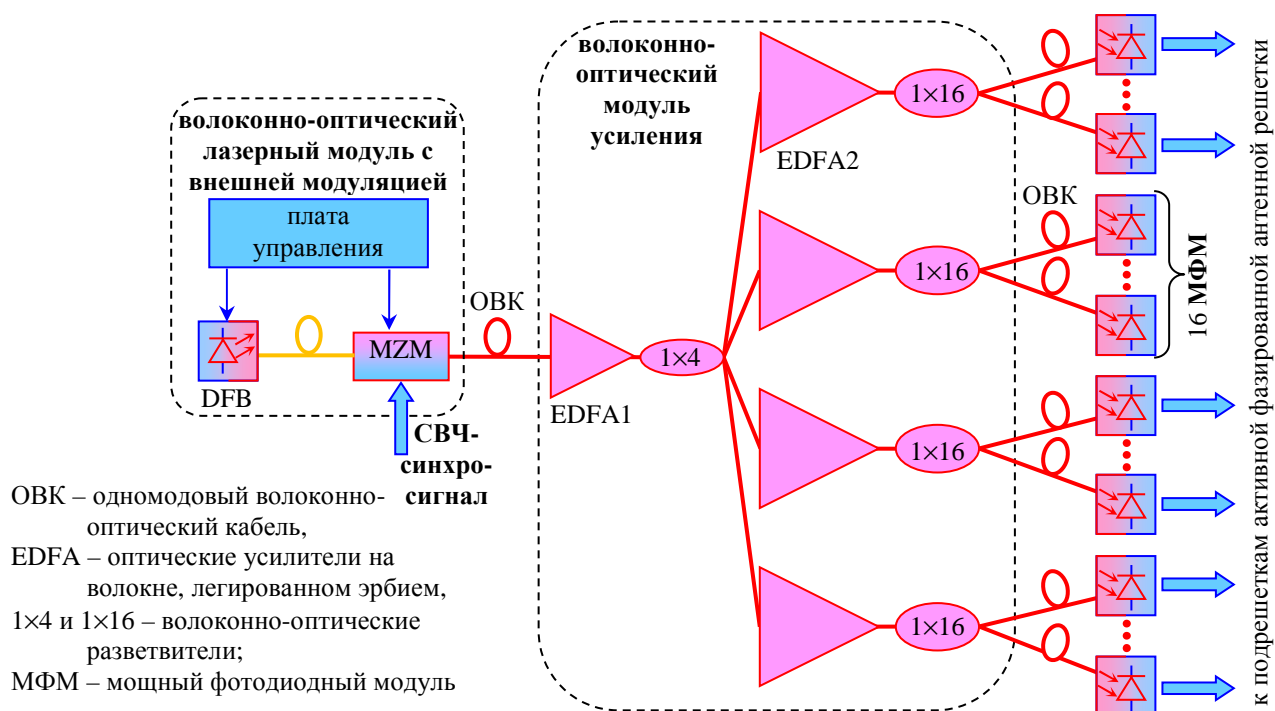 волоконно-оптический
лазерный модуль с
внешней модуляцией
плата
управления
DFB
MZM
СВЧ-
синхро-
сигнал
ОВК
волоконно-
оптический
модуль
усиления
EDFA1
1×4
EDFA2
1×16
1×16
1×16
1×16
ОВК
16 МФМ
к подрешеткам активной фазированной антенной решетки
ОВК – одномодовый волоконно-
оптический кабель,
EDFA – оптические усилители на
волокне, легированном эрбием,
1×4 и 1×16 – волоконно-оптические
разветвители;
МФМ – мощный фотодиодный модуль